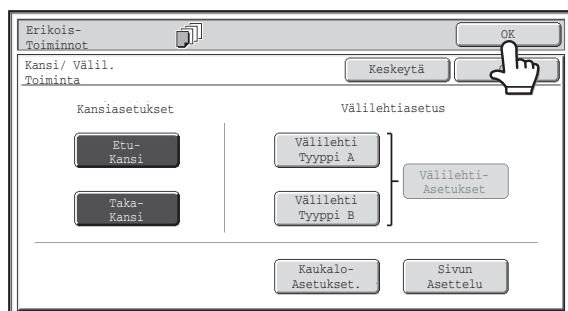 Erikois-
Toiminnot
OK
Kansi/ Välil.
Toiminta
Keskeytä
Kansiasetukset
Välilehtiasetus
Etu-
Kansi
Välilehti
Tyyppi A
Välilehti-
Asetukset
Taka-
Kansi
Välilehti
Tyyppi B
Kaukalo-
Asetukset.
Sivun
Asettelu